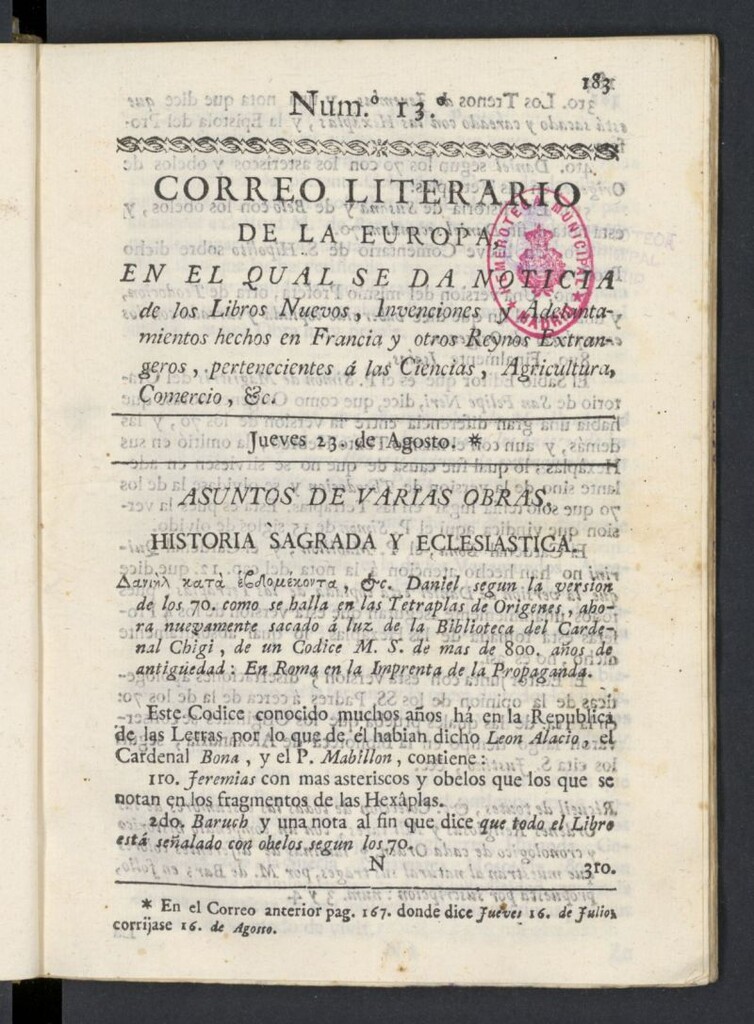 183
Num.º 13.º
CORREO LITERARIO
DE LA EUROPA,
EN EL QUAL SE DA NOTICIA
de los Libros Nuevos, Invenciones y Adelanta-
mientos hechos en Francia y otros Reynos Extran-
geros, pertenecientes á las Ciencias, Agricultura,
Comercio, &c.
HEMEROTECA MUNICIPAL
★ MADRID ★
Jueves 23. de Agosto. *
ASUNTOS DE VARIAS OBRAS.
HISTORIA SAGRADA Y ECLESIASTICA.
Δανιὴλ κατὰ ἑβδομέκοντα, &c. Daniel segun la version
de los 70. como se halla en las Tetraplas de Origenes, aho-
ra nuevamente sacado á luz de la Biblioteca del Carde-
nal Chigi, de un Codice M. S. de mas de 800. años de
antigüedad: En Roma en la Imprenta de la Propaganda.
Este Codice conocido muchos años há en la Republica
de las Letras por lo que de él habian dicho Leon Alacio, el
Cardenal Bona, y el P. Mabillon, contiene:
1ro. Jeremias con mas asteriscos y obelos que los que se
notan en los fragmentos de las Hexâplas.
2do. Baruch y una nota al fin que dice que todo el Libro
está señalado con obelos segun los 70.
N
3ro.
* En el Correo anterior pag. 167. donde dice Jueves 16. de Julio,
corrijase 16. de Agosto.